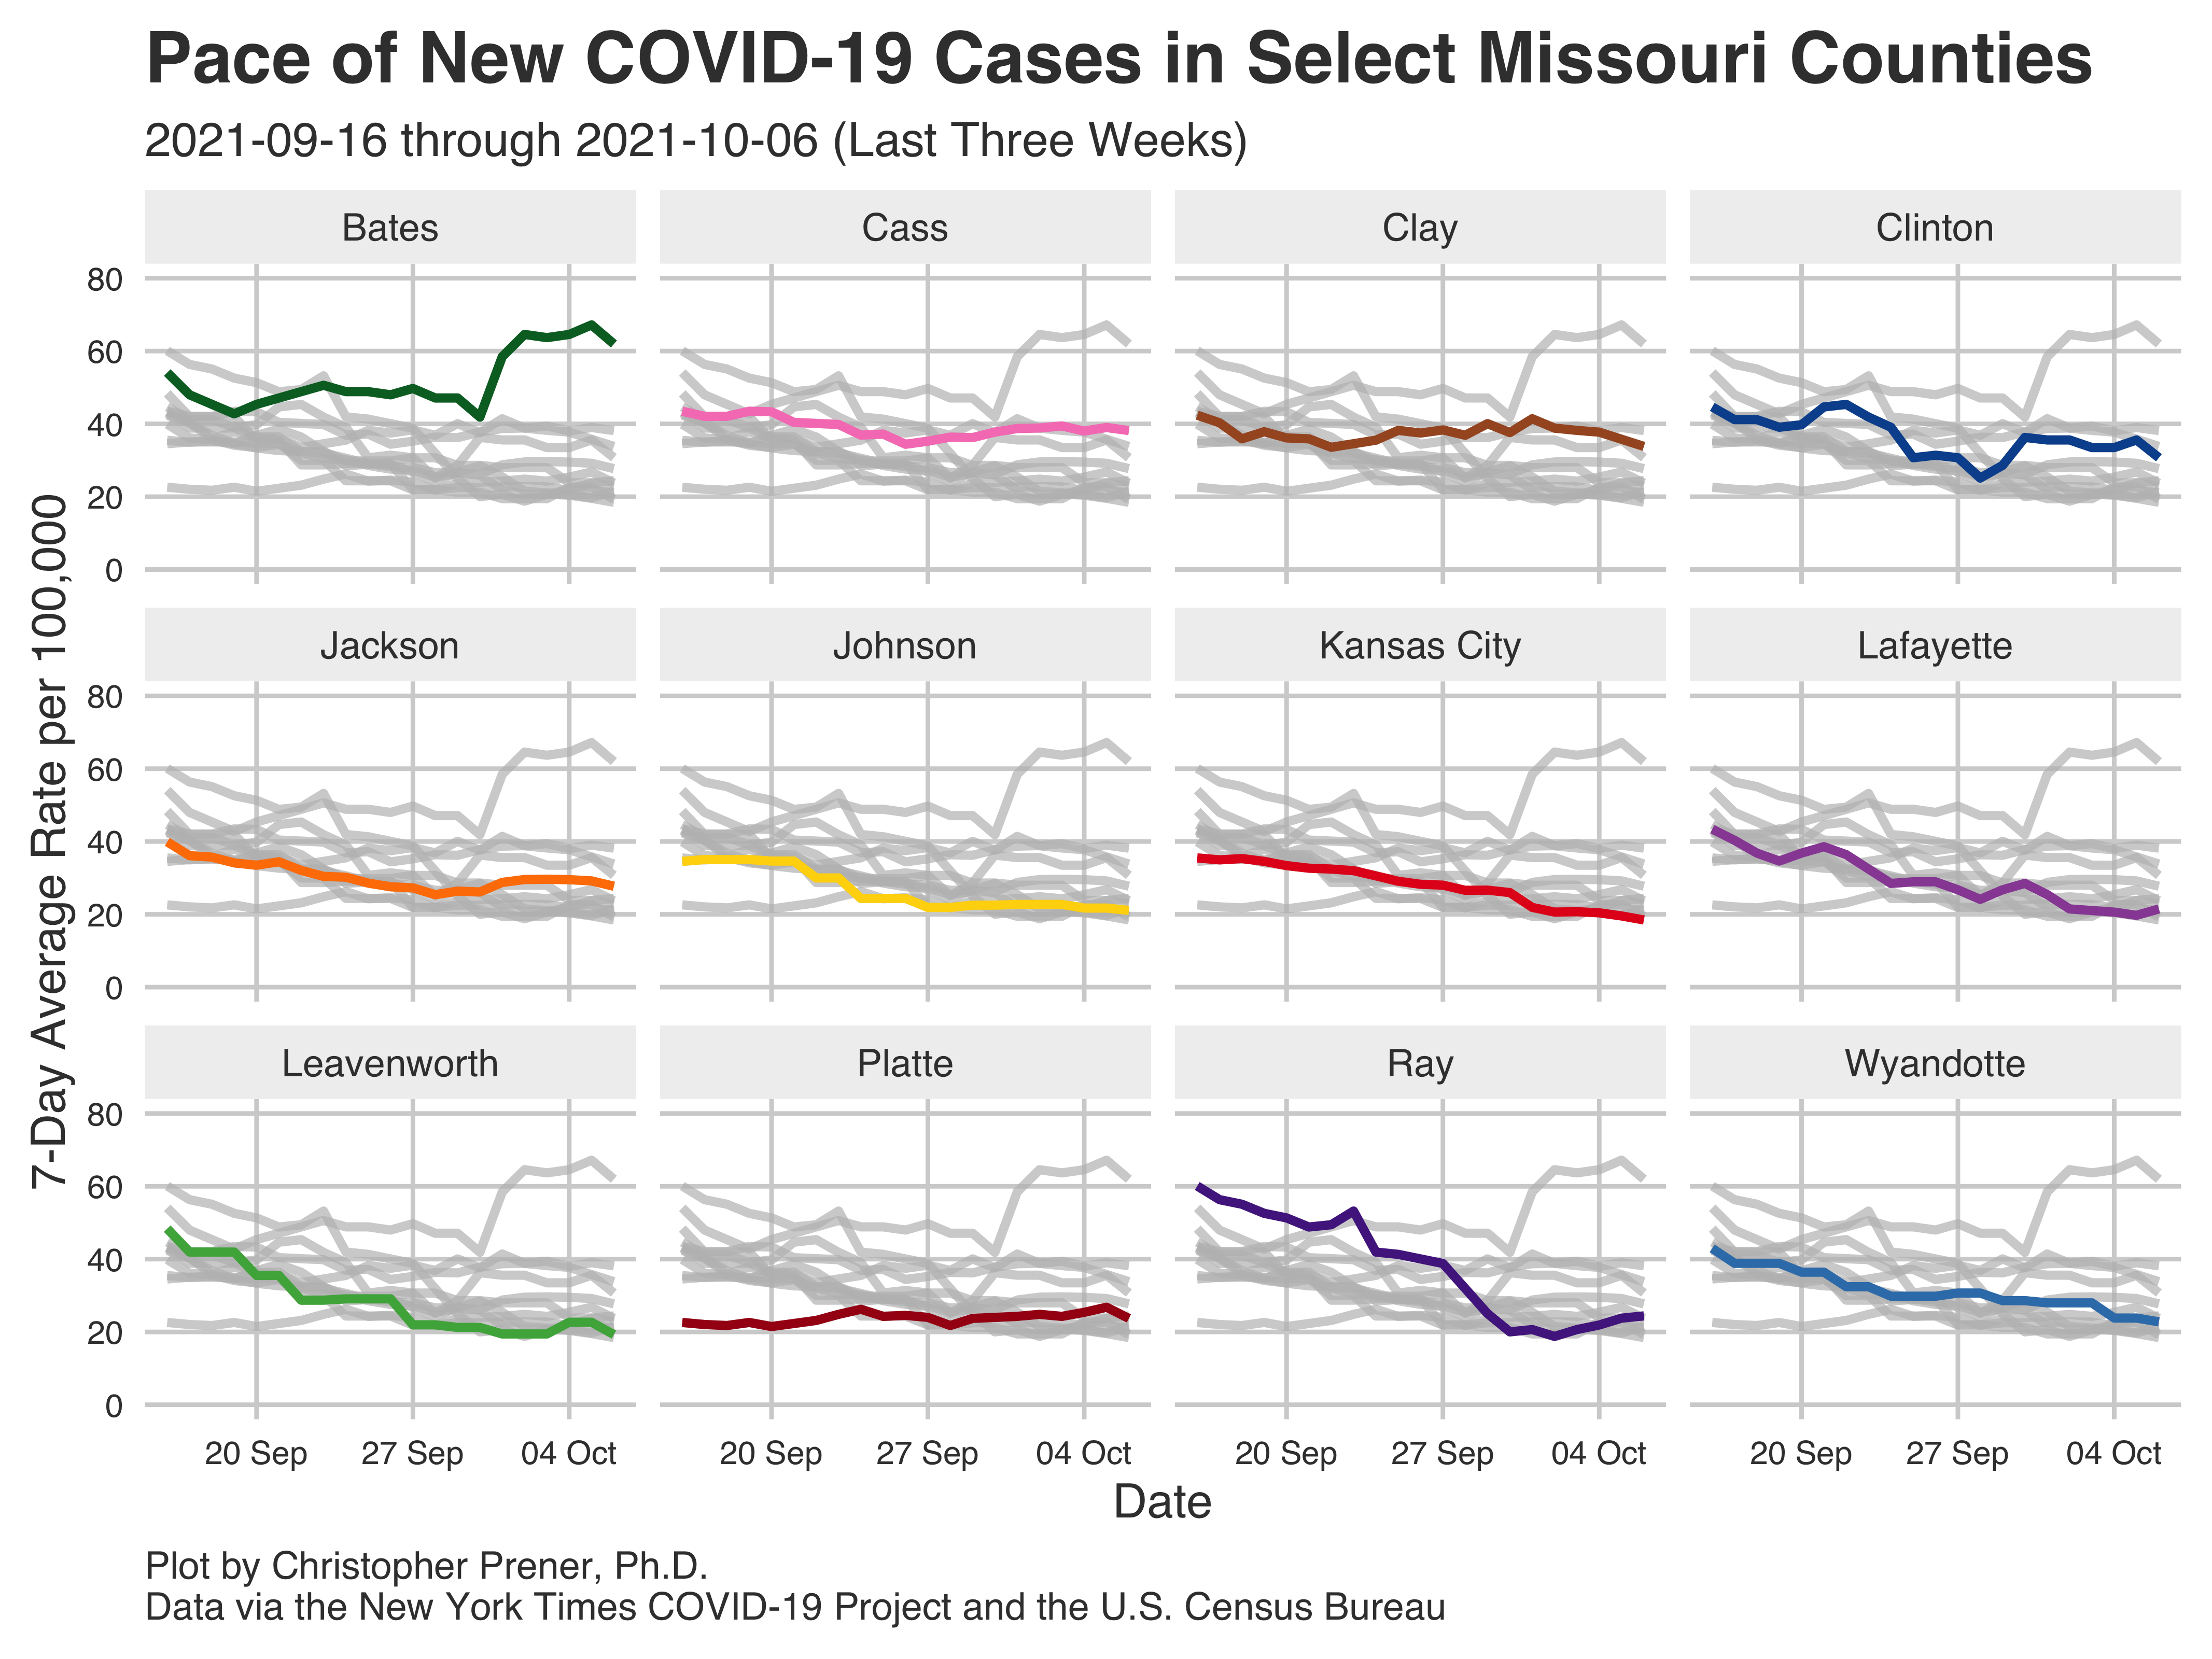 Pace of New COVID-19 Cases in Select Missouri Counties
2021-09-16 through 2021-10-06 (Last Three Weeks)
7-Day Average Rate per 100,000
Bates
Cass
Clay
Clinton
80
60
40
20
0
Jackson
Johnson
Kansas City
Lafayette
80
60
40
20
0
Leavenworth
Platte
Ray
Wyandotte
80
60
40
20
0
20 Sep 27 Sep 04 Oct
20 Sep 27 Sep 04 Oct
20 Sep 27 Sep 04 Oct
20 Sep 27 Sep 04 Oct
Date
Plot by Christopher Prener, Ph.D.
Data via the New York Times COVID-19 Project and the U.S. Census Bureau